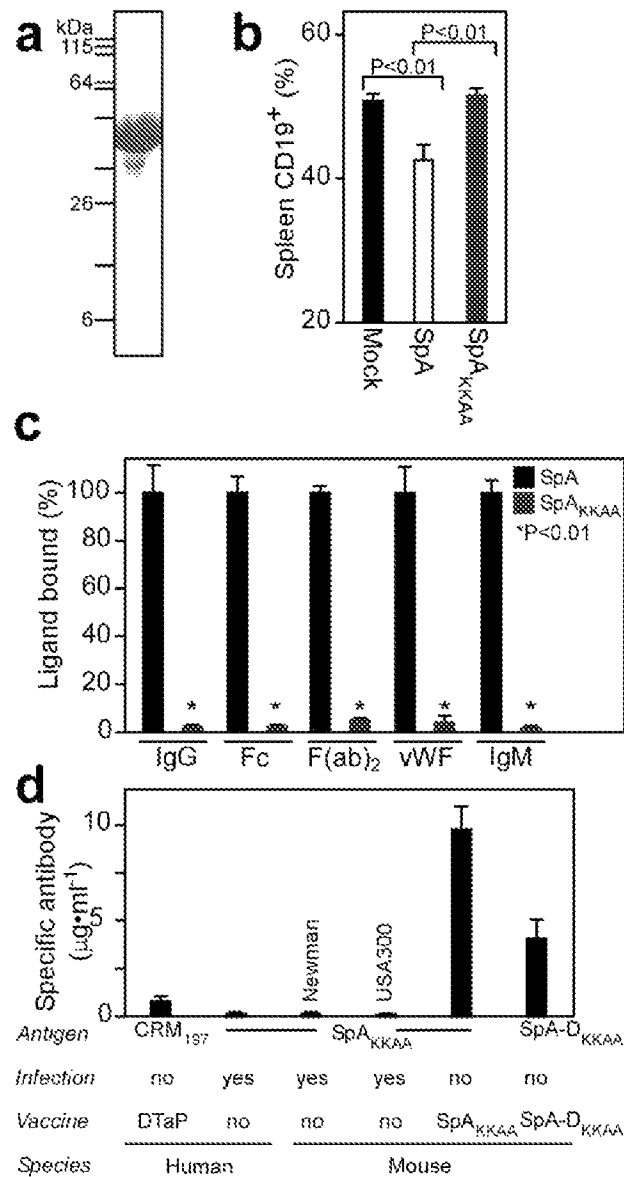 a
kDa
115
64
26
6
b
P<0.01
P<0.01
60
40
20
Spleen CD19+ (%)
Mock
SpA
SpAKKAA
c
Ligand bound (%)
100
80
60
40
20
0
SpA
SpAKKAA
*P<0.01
* * * * *
IgG Fc F(ab)2 vWF IgM
d
Specific antibody
(µg•ml-1)
10
5
Newman
USA300
Antigen CRM197 SpAKKAA SpA-DKKAA
Infection no yes yes yes no no
Vaccine DTaP no no no SpAKKAA SpA-DKKAA
Species Human Mouse